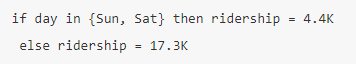 if day in {Sun, Sat} then ridership = 4.4K
else ridership = 17.3K